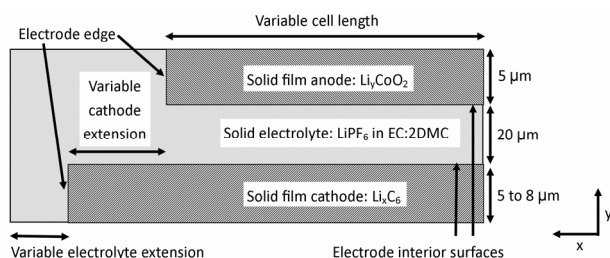 Variable cell length
Electrode edge
Variable
cathode
extension
Solid film anode: LiyCoO2
5 µm
Solid electrolyte: LiPF6 in EC:2DMC
20 µm
Solid film cathode: LixC6
5 to 8 µm
y
x
Variable electrolyte extension
Electrode interior surfaces